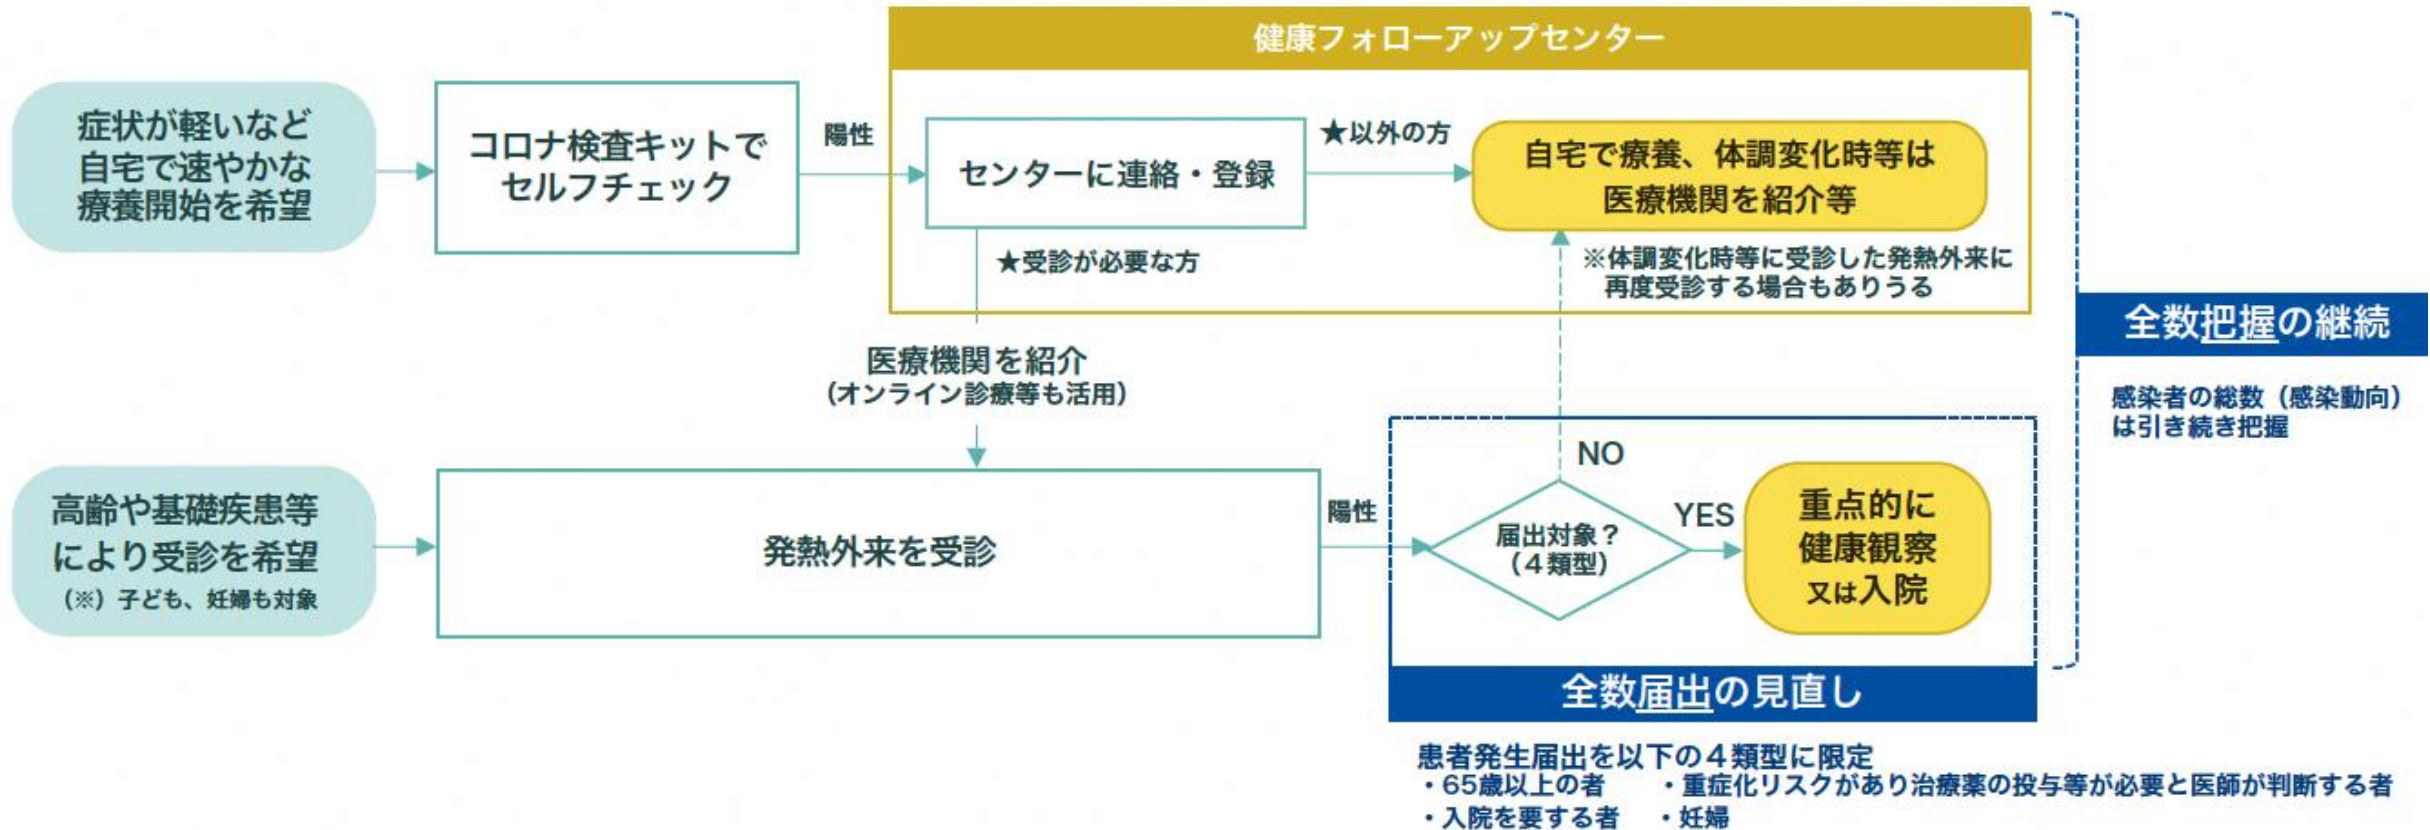 健康フォローアップセンター
症状が軽いなど
自宅で速やかな
療養開始を希望
コロナ検査キットで
セルフチェック
陽性
センターに連絡・登録
★以外の方
自宅で療養、体調変化時等は
医療機関を紹介等
★受診が必要な方
※体調変化時等に受診した発熱外来に
再度受診する場合もありうる
全数把握の継続
感染者の総数（感染動向）
は引き続き把握
医療機関を紹介
（オンライン診療等も活用）
高齢や基礎疾患等
により受診を希望
（※）子ども、妊婦も対象
発熱外来を受診
陽性
届出対象？
（４類型）
NO
YES
重点的に
健康観察
又は入院
全数届出の見直し
患者発生届出を以下の４類型に限定
・65歳以上の者　・重症化リスクがあり治療薬の投与等が必要と医師が判断する者
・入院を要する者　・妊婦